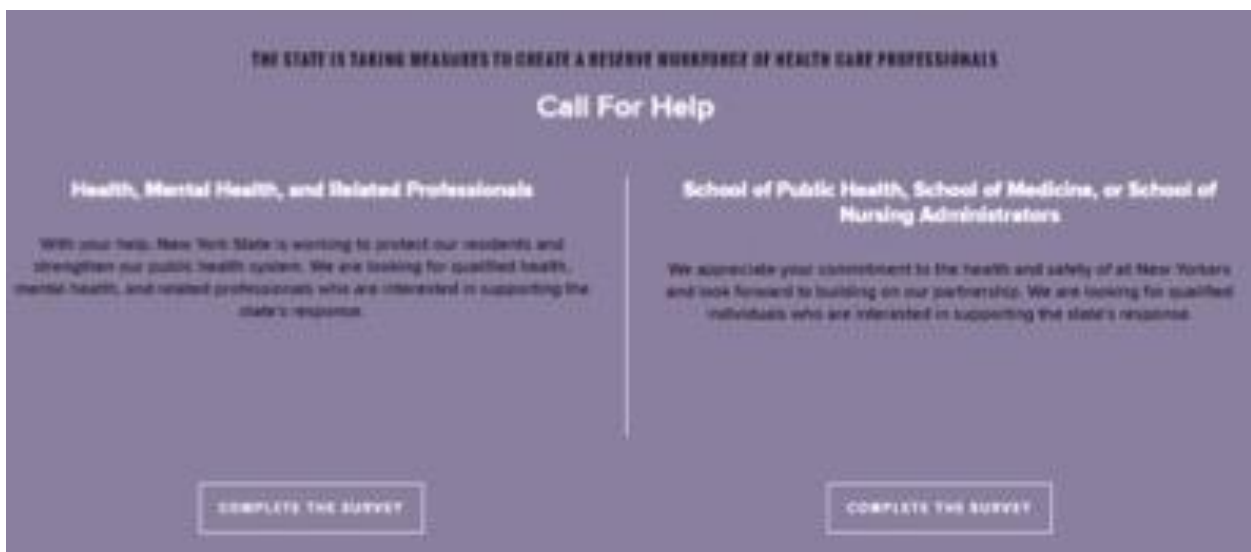 THE STATE IS TAKING MEASURES TO CREATE A RESERVE WORKFORCE OF HEALTH CARE PROFESSIONALS
Call For Help
Health, Mental Health, and Related Professionals
With your help, New York State is working to protect our residents and
strengthen our public health system. We are looking for qualified health,
mental health, and related professionals who are interested in supporting the
state's response.
COMPLETE THE SURVEY
School of Public Health, School of Medicine, or School of
Nursing Administrators
We appreciate your commitment to the health and safety of all New Yorkers
and look forward to building on our partnership. We are looking for qualified
individuals who are interested in supporting the state's response.
COMPLETE THE SURVEY